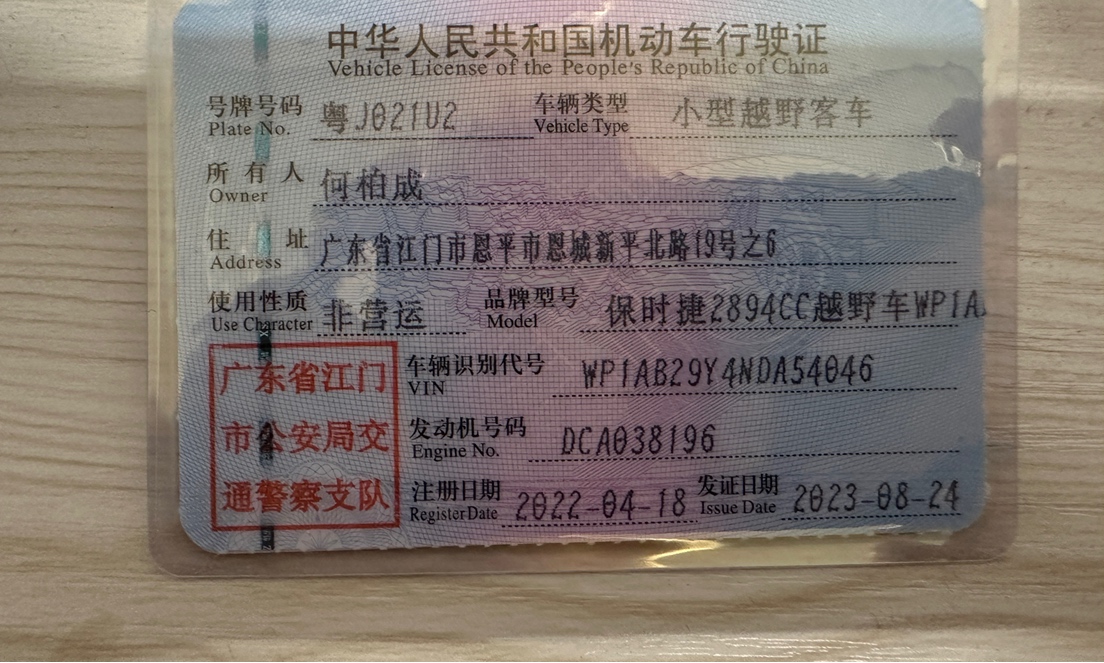 中华人民共和国机动车行驶证
Vehicle License of the People's Republic of China
号牌号码 粤J021U2 车辆类型 小型越野客车
Plate No. Vehicle Type
所有人 何柏成
Owner
住址 广东省江门市恩平市恩城新平北路19号之6
Address
使用性质 非营运 品牌型号 保时捷2894CC越野车WP1A
Use Character Model
广东省江门
市公安局交
通警察支队
车辆识别代号 WP1AB29Y4NDA54046
VIN
发动机号码 DCA038196
Engine No.
注册日期 2022-04-18 发证日期 2023-08-24
Register Date Issue Date